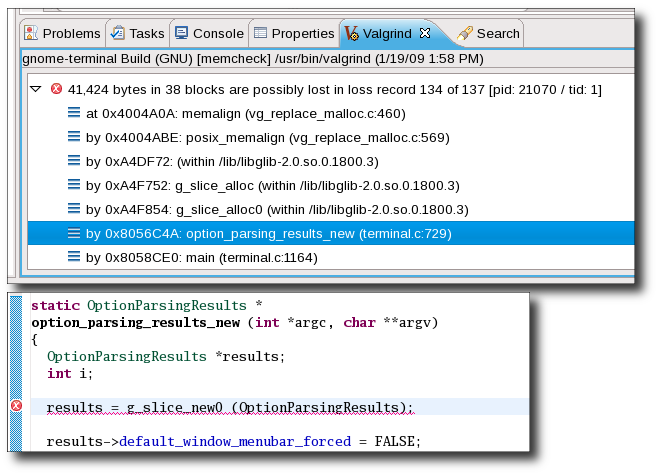 Problems Tasks Console Properties Valgrind Search
gnome-terminal Build (GNU) [memcheck] /usr/bin/valgrind (1/19/09 1:58 PM)
41,424 bytes in 38 blocks are possibly lost in loss record 134 of 137 [pid: 21070 / tid: 1]
at 0x4004A0A: memalign (vg_replace_malloc.c:460)
by 0x4004ABE: posix_memalign (vg_replace_malloc.c:569)
by 0xA4DF72: (within /lib/libglib-2.0.so.0.1800.3)
by 0xA4F752: g_slice_alloc (within /lib/libglib-2.0.so.0.1800.3)
by 0xA4F854: g_slice_alloc0 (within /lib/libglib-2.0.so.0.1800.3)
by 0x8056C4A: option_parsing_results_new (terminal.c:729)
by 0x8058CE0: main (terminal.c:1164)
static OptionParsingResults *
option_parsing_results_new (int *argc, char **argv)
{
OptionParsingResults *results;
int i;
results = g_slice_new0 (OptionParsingResults);
results->default_window_menubar_forced = FALSE;